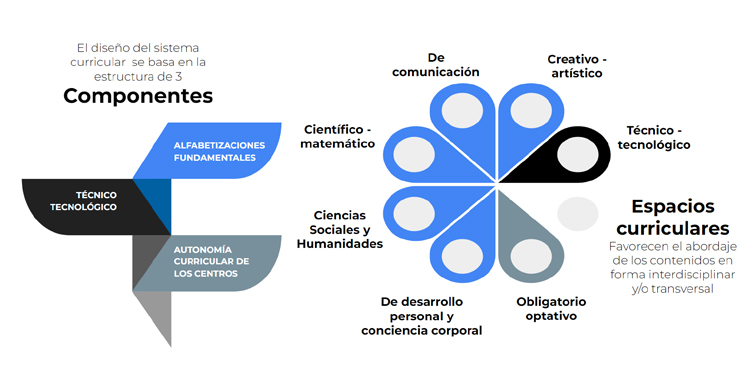 El diseño del sistema
curricular se basa en la
estructura de 3
Componentes
ALFABETIZACIONES
FUNDAMENTALES
TÉCNICO
TECNOLÓGICO
AUTONOMÍA
CURRICULAR DE
LOS CENTROS
De
comunicación
Creativo -
artístico
Científico -
matemático
Técnico -
tecnológico
Ciencias
Sociales y
Humanidades
Espacios
curriculares
Favorecen el abordaje
de los contenidos en
forma interdisciplinar
y/o transversal
De desarrollo
personal y
conciencia corporal
Obligatorio
optativo